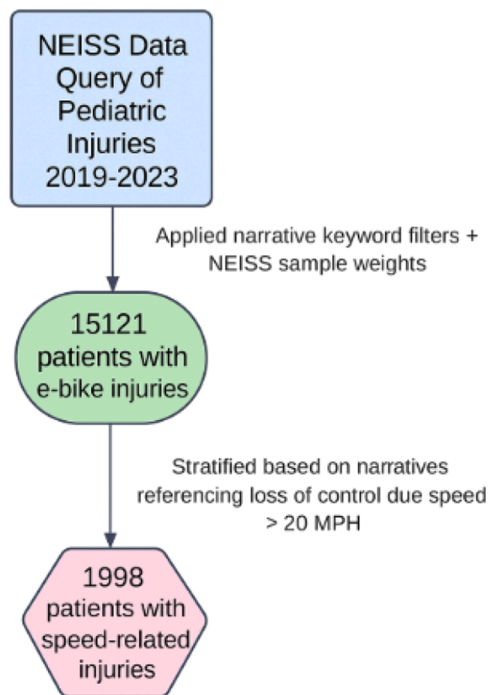 NEISS Data
Query of
Pediatric
Injuries
2019-2023
Applied narrative keyword filters +
NEISS sample weights
15121
patients with
e-bike injuries
Stratified based on narratives
referencing loss of control due speed
> 20 MPH
1998
patients with
speed-related
injuries